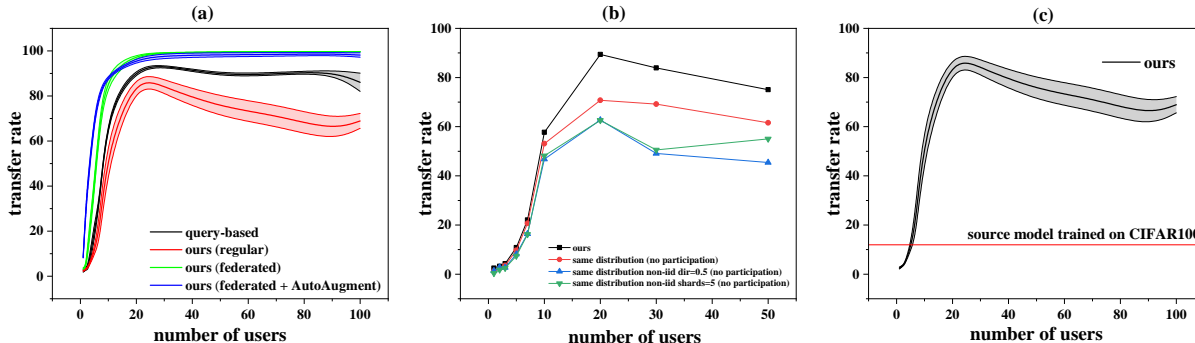 (a)
transfer rate
100
80
60
40
20
0
query-based
ours (regular)
ours (federated)
ours (federated + AutoAugment)
0 20 40 60 80 100
number of users
(b)
transfer rate
100
80
60
40
20
0
ours
same distribution (no participation)
same distribution non-iid dir=0.5 (no participation)
same distribution non-iid shards=5 (no participation)
0 10 20 30 40 50
number of users
(c)
transfer rate
100
80
60
40
20
0
ours
source model trained on CIFAR100
0 20 40 60 80 100
number of users